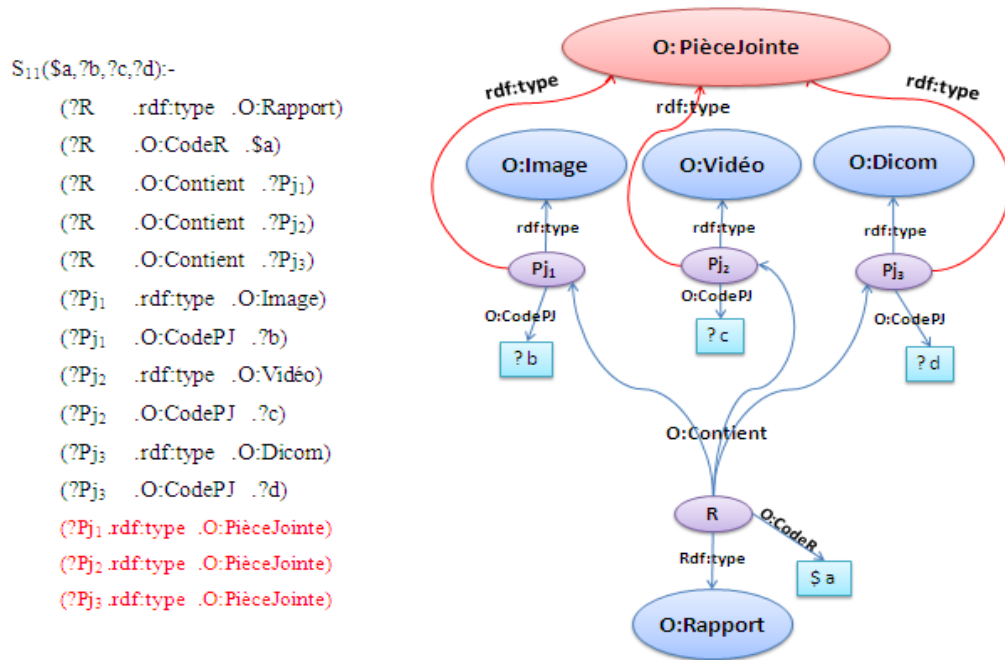 S₁₁($a,?b,?c,?d):-
(?R .rdf:type .O:Rapport)
(?R .O:CodeR .$a)
(?R .O:Contient .?Pj₁)
(?R .O:Contient .?Pj₂)
(?R .O:Contient .?Pj₃)
(?Pj₁ .rdf:type .O:Image)
(?Pj₁ .O:CodePJ .?b)
(?Pj₂ .rdf:type .O:Vidéo)
(?Pj₂ .O:CodePJ .?c)
(?Pj₃ .rdf:type .O:Dicom)
(?Pj₃ .O:CodePJ .?d)
(?Pj₁ .rdf:type .O:PièceJointe)
(?Pj₂ .rdf:type .O:PièceJointe)
(?Pj₃ .rdf:type .O:PièceJointe)
O:PièceJointe
rdf:type
rdf:type
rdf:type
O:Image
O:Vidéo
O:Dicom
rdf:type
rdf:type
rdf:type
Pj₁
Pj₂
Pj₃
O:CodePJ
O:CodePJ
O:CodePJ
? b
? c
? d
O:Contient
R
O:CodeR
Rdf:type
$ a
O:Rapport